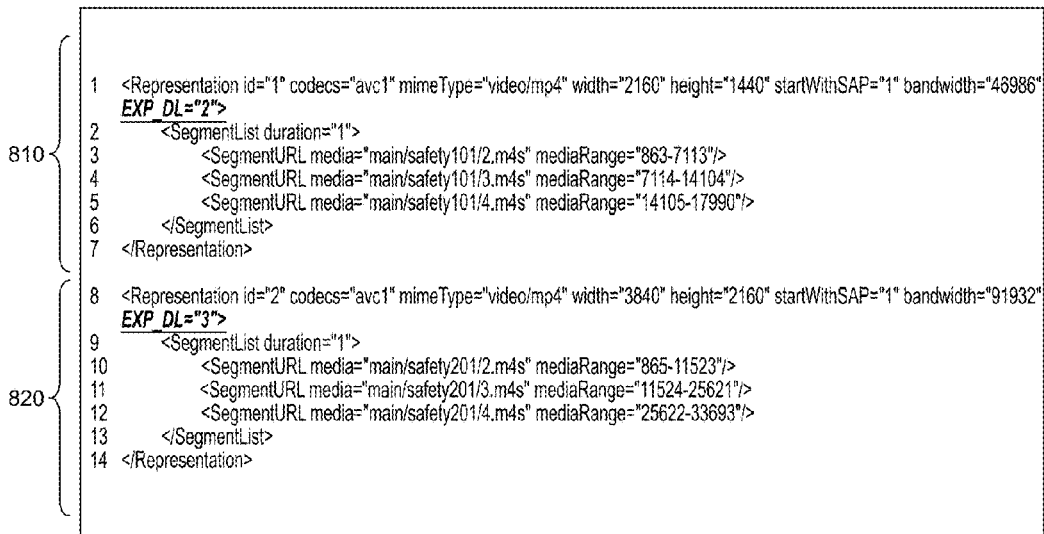 810
1 <Representation id="1" codecs="avc1" mimeType="video/mp4" width="2160" height="1440" startWithSAP="1" bandwidth="46986"
EXP_DL="2">
2 <SegmentList duration="1">
3 <SegmentURL media="main/safety101/2.m4s" mediaRange="863-7113"/>
4 <SegmentURL media="main/safety101/3.m4s" mediaRange="7114-14104"/>
5 <SegmentURL media="main/safety101/4.m4s" mediaRange="14105-17990"/>
6 </SegmentList>
7 </Representation>
820
8 <Representation id="2" codecs="avc1" mimeType="video/mp4" width="3840" height="2160" startWithSAP="1" bandwidth="91932"
EXP_DL="3">
9 <SegmentList duration="1">
10 <SegmentURL media="main/safety201/2.m4s" mediaRange="865-11523"/>
11 <SegmentURL media="main/safety201/3.m4s" mediaRange="11524-25621"/>
12 <SegmentURL media="main/safety201/4.m4s" mediaRange="25622-33693"/>
13 </SegmentList>
14 </Representation>